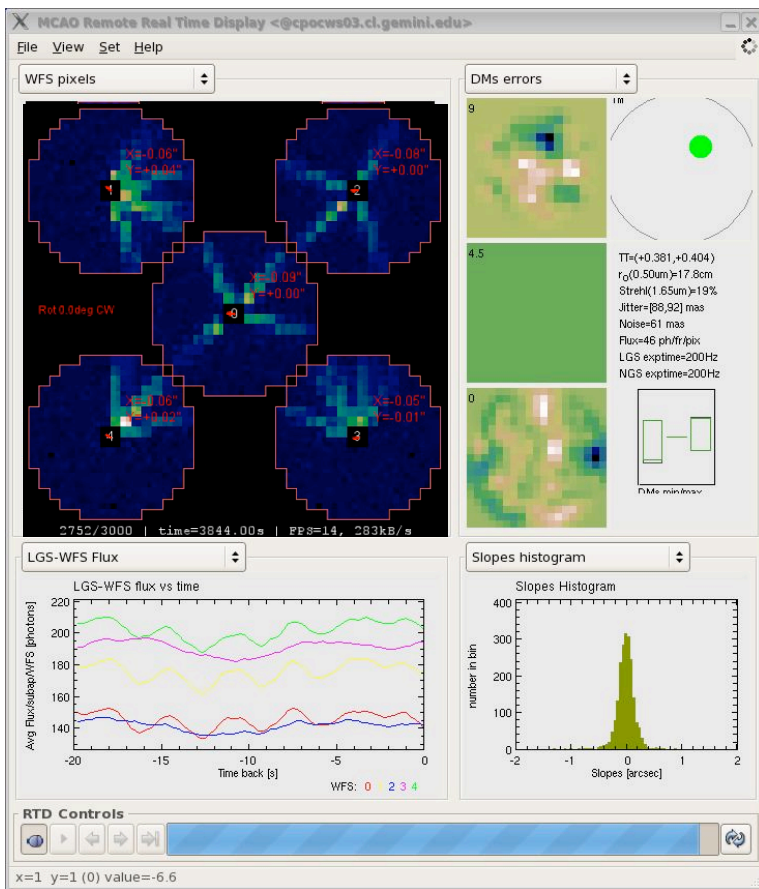 MCAO Remote Real Time Display <@cpocws03.cl.gemini.edu>
File View Set Help
WFS pixels
DMs errors
X=-0.06"
Y=+0.04"
1
X=-0.08"
Y=+0.00"
2
X=-0.09"
Y=+0.00"
0
Rot 0.0deg CW
X=-0.06"
Y=+0.02"
4
X=-0.05"
Y=-0.01"
3
2752/3000 | time=3844.00s | FPS=14, 283kB/s
9
4.5
0
TT=(+0.381,+0.404)
r0(0.50um)=17.8cm
Strehl(1.65um)=19%
Jitter=[88,92] mas
Noise=61 mas
Flux=46 ph/fr/pix
LGS exptime=200Hz
NGS exptime=200Hz
DMs min/max
LGS-WFS Flux
LGS-WFS flux vs time
Avg Flux/subap/WFS [photons]
220
200
180
160
140
-20 -15 -10 -5 0
Time back [s]
WFS: 0 2 3 4
Slopes histogram
Slopes Histogram
number in bin
400
300
200
100
0
-2 -1 0 1 2
Slopes [arcsec]
RTD Controls
x=1 y=1 (0) value=-6.6